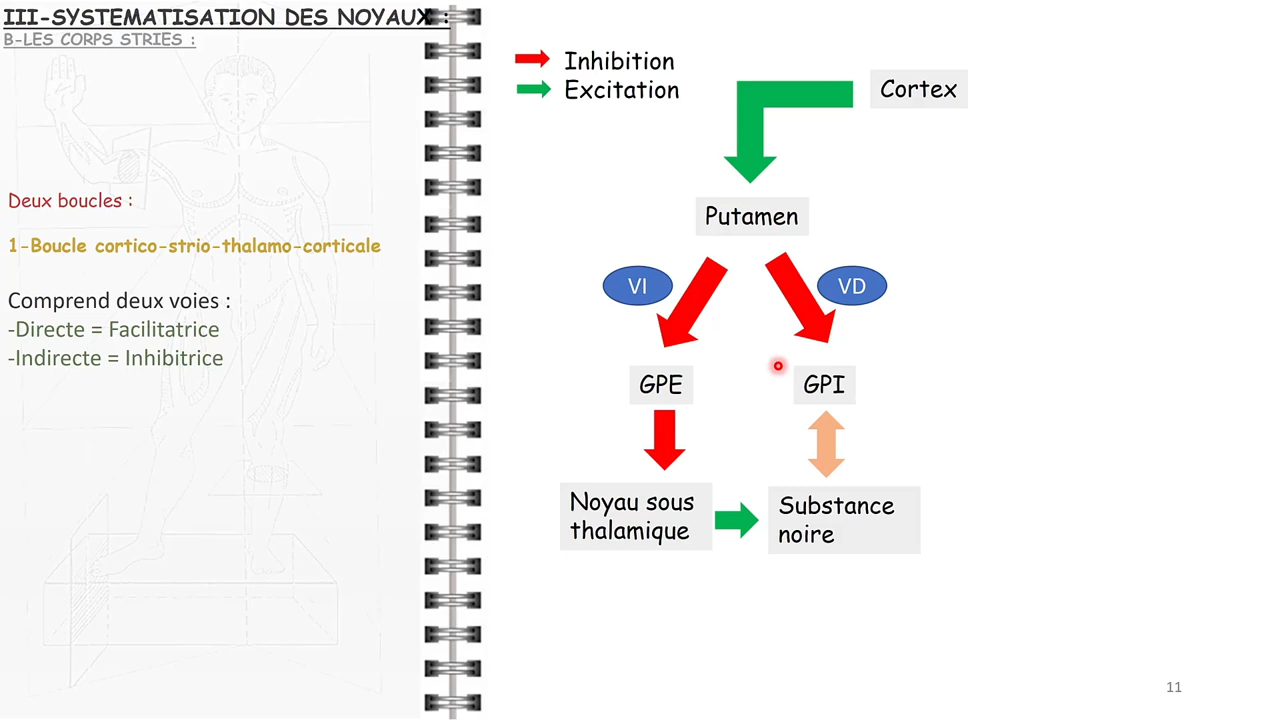 III-SYSTEMATISATION DES NOYAUX :
B-LES CORPS STRIES :
Deux boucles :
1-Boucle cortico-strio-thalamo-corticale
Comprend deux voies :
-Directe = Facilitatrice
-Indirecte = Inhibitrice
Inhibition
Excitation
Cortex
Putamen
VI
VD
GPE
GPI
Noyau sous
thalamique
Substance
noire
11